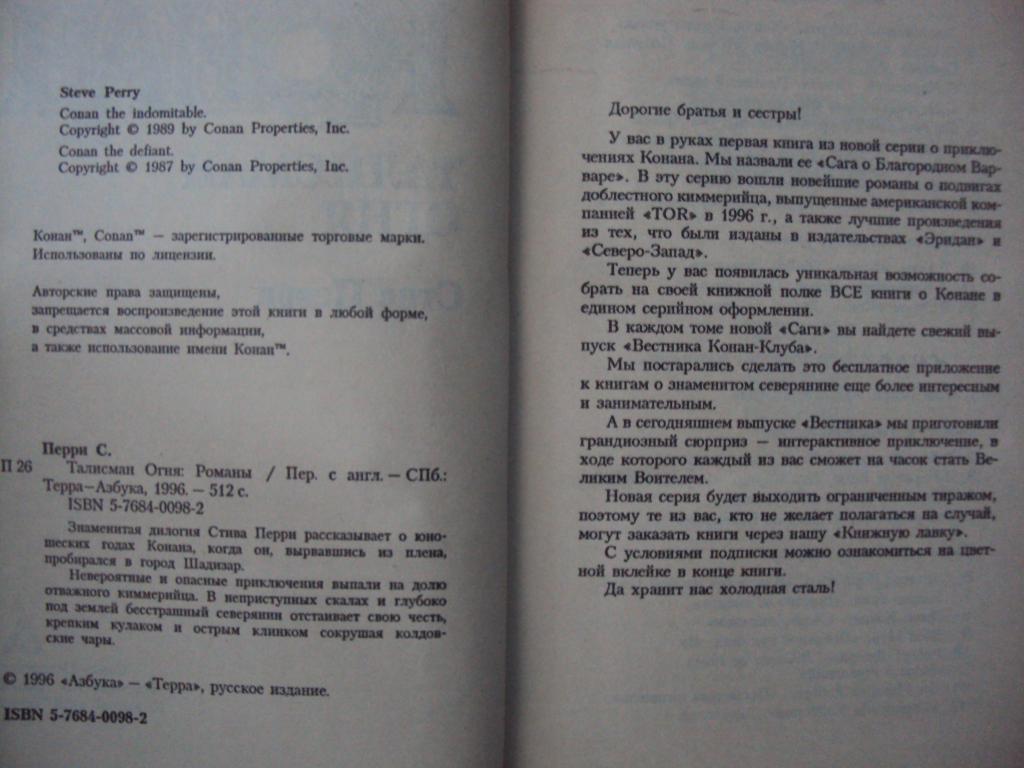 Steve Perry
Conan the indomitable.
Copyright © 1989 by Conan Properties, Inc.
Conan the defiant.
Copyright © 1987 by Conan Properties, Inc.
Конан™, Conan™ — зарегистрированные торговые марки.
Использованы по лицензии.
Авторские права защищены,
запрещается воспроизведение этой книги в любой форме,
в средствах массовой информации,
а также использование имени Конан™.
Перри С.
П 26 Талисман Огня: Романы / Пер. с англ. — СПб.:
Терра—Азбука, 1996. — 512 с.
ISBN 5-7684-0098-2
Знаменитая дилогия Стива Перри рассказывает о юно-
шеских годах Конана, когда он, вырвавшись из плена,
пробирался в город Шадизар.
Невероятные и опасные приключения выпали на долю
отважного киммерийца. В неприступных скалах и глубоко
под землей бесстрашный северянин отстаивает свою честь,
крепким кулаком и острым клинком сокрушая колдов-
ские чары.
© 1996 «Азбука» — «Терра», русское издание.
ISBN 5-7684-0098-2
Дорогие братья и сестры!
У вас в руках первая книга из новой серии о приклю-
чениях Конана. Мы назвали ее «Сага о Благородном Вар-
варе». В эту серию вошли новейшие романы о подвигах
доблестного киммерийца, выпущенные американской ком-
панией «TOR» в 1996 г., а также лучшие произведения
из тех, что были изданы в издательствах «Эридан» и
«Северо-Запад».
Теперь у вас появилась уникальная возможность со-
брать на своей книжной полке ВСЕ книги о Конане в
едином серийном оформлении.
В каждом томе новой «Саги» вы найдете свежий вы-
пуск «Вестника Конан-Клуба».
Мы постарались сделать это бесплатное приложение
к книгам о знаменитом северянине еще более интересным
и занимательным.
А в сегодняшнем выпуске «Вестника» мы приготовили
грандиозный сюрприз — интерактивное приключение, в
ходе которого каждый из вас сможет на часок стать Ве-
ликим Воителем.
Новая серия будет выходить ограниченным тиражом,
поэтому те из вас, кто не желает полагаться на случай,
могут заказать книги через нашу «Книжную лавку».
С условиями подписки можно ознакомиться на цвет-
ной вклейке в конце книги.
Да хранит нас холодная сталь!